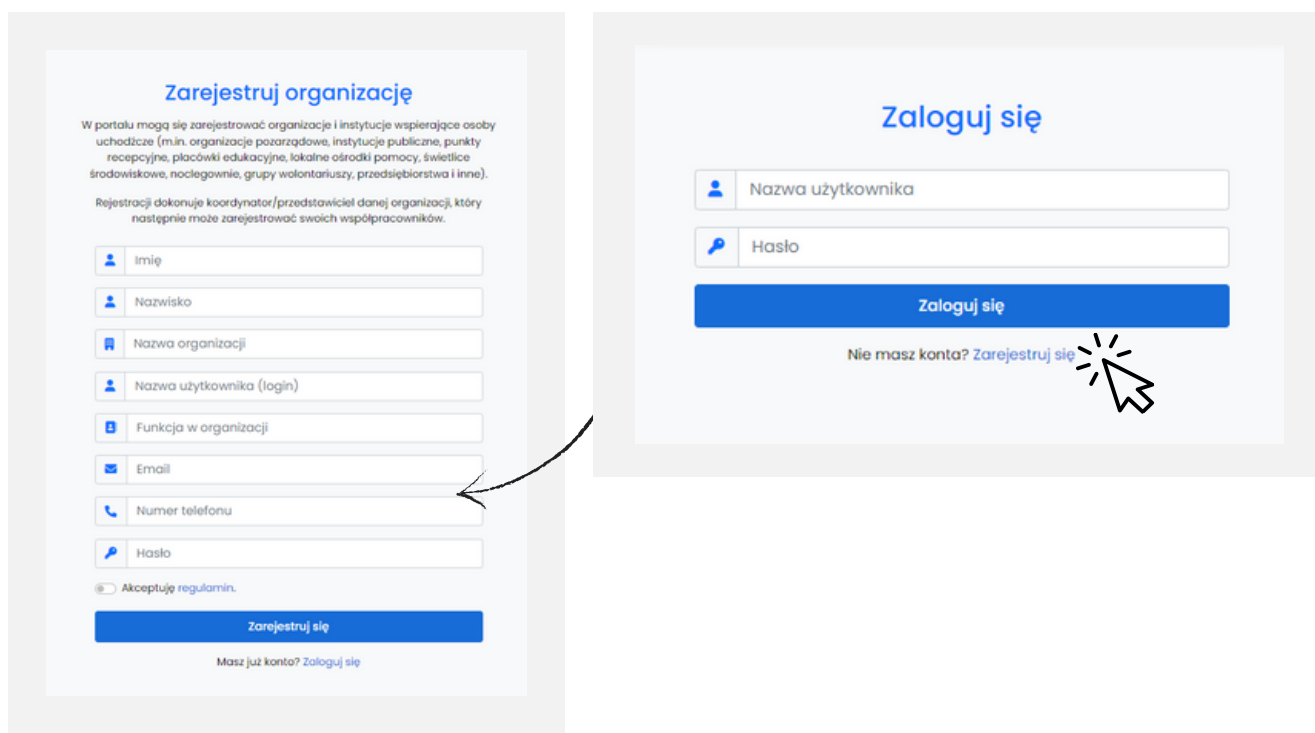 Zarejestruj organizację
W portalu mogą się zarejestrować organizacje i instytucje wspierające osoby
uchodźcze (m.in. organizacje pozarządowe, instytucje publiczne, punkty
recepcyjne, placówki edukacyjne, lokalne ośrodki pomocy, świetlice
środowiskowe, noclegownie, grupy wolontariuszy, przedsiębiorstwa i inne).
Rejestracji dokonuje koordynator/przedstawiciel danej organizacji, który
następnie może zarejestrować swoich współpracowników.
Imię
Nazwisko
Nazwa organizacji
Nazwa użytkownika (login)
Funkcja w organizacji
Email
Numer telefonu
Hasło
Akceptuję regulamin.
Zarejestruj się
Masz już konto? Zaloguj się
Zaloguj się
Nazwa użytkownika
Hasło
Zaloguj się
Nie masz konta? Zarejestruj się